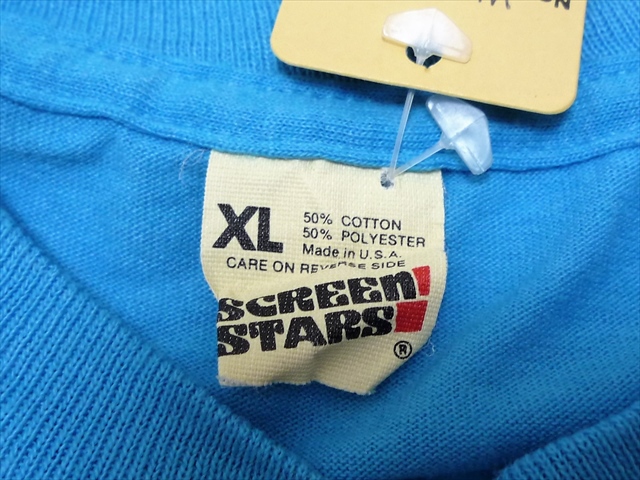 XL
50% COTTON
50% POLYESTER
Made in U.S.A.
CARE ON REVERSE SIDE
SCREEN
STARS
®